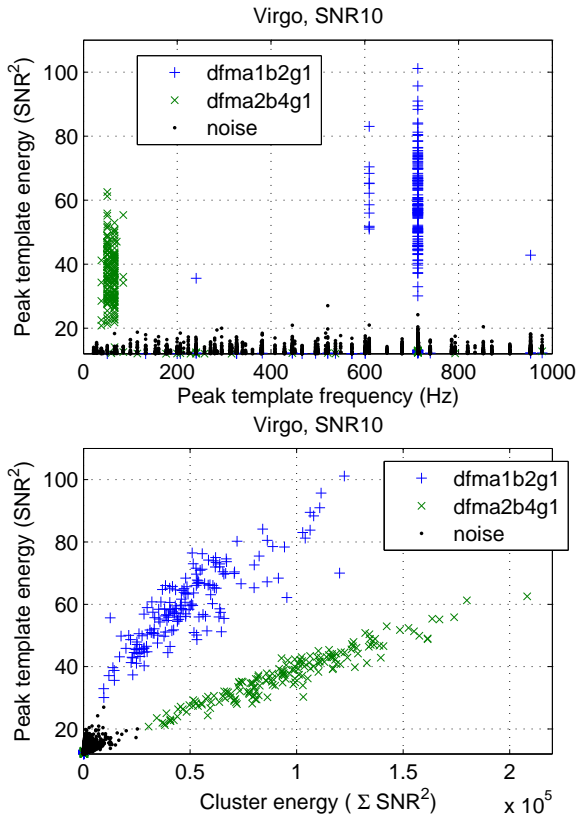 Virgo, SNR10
Peak template energy (SNR²)
100
80
60
40
20
dfma1b2g1
dfma2b4g1
noise
0 200 400 600 800 1000
Peak template frequency (Hz)
Virgo, SNR10
Peak template energy (SNR²)
100
80
60
40
20
dfma1b2g1
dfma2b4g1
noise
0 0.5 1 1.5 2
Cluster energy ( Σ SNR²)
x 10⁵